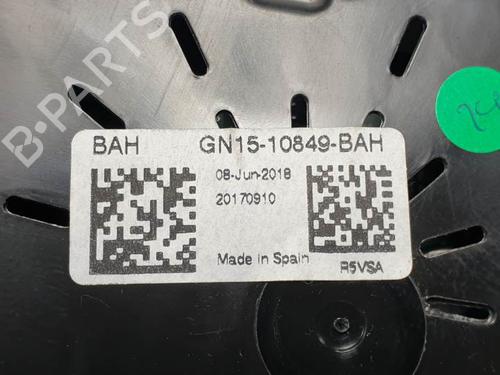 B-PARTS
BAH GN15-10849-BAH
08-Jun-2018
20170910
Made in Spain R5VSA